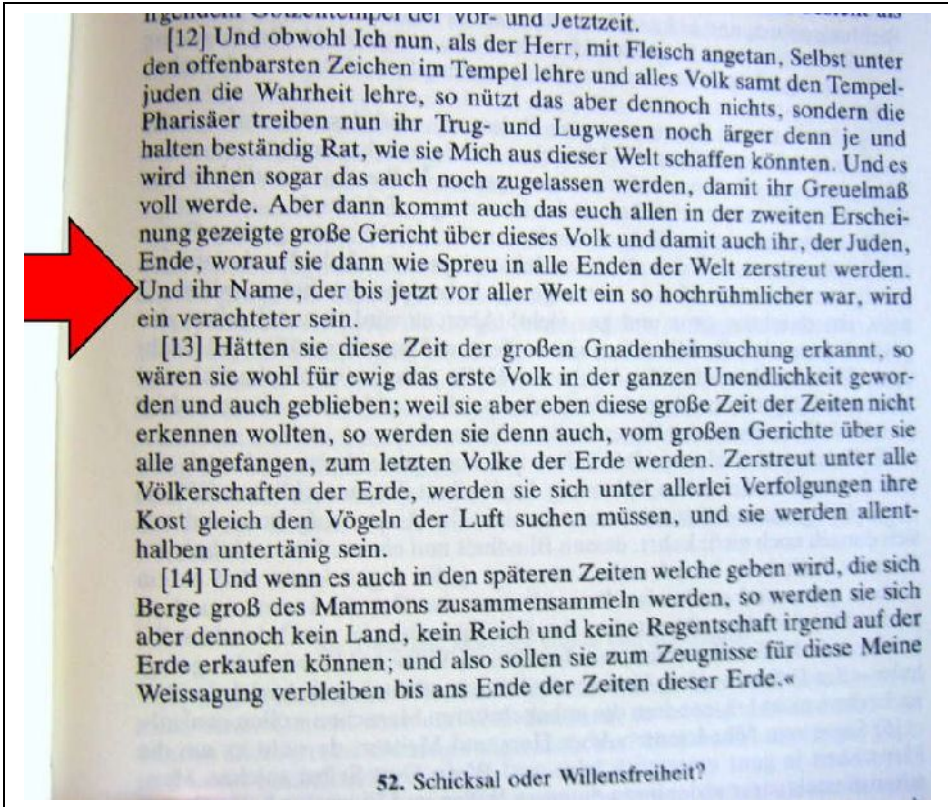 irgendein Götzentempel der Vor- und Jetztzeit.
[12] Und obwohl Ich nun, als der Herr, mit Fleisch angetan, Selbst unter
den offenbarsten Zeichen im Tempel lehre und alles Volk samt den Tempel-
juden die Wahrheit lehre, so nützt das aber dennoch nichts, sondern die
Pharisäer treiben nun ihr Trug- und Lugwesen noch ärger denn je und
halten beständig Rat, wie sie Mich aus dieser Welt schaffen könnten. Und es
wird ihnen sogar das auch noch zugelassen werden, damit ihr Greuelmaß
voll werde. Aber dann kommt auch das euch allen in der zweiten Erschei-
nung gezeigte große Gericht über dieses Volk und damit auch ihr, der Juden,
Ende, worauf sie dann wie Spreu in alle Enden der Welt zerstreut werden.
Und ihr Name, der bis jetzt vor aller Welt ein so hochrühmlicher war, wird
ein verachteter sein.
[13] Hätten sie diese Zeit der großen Gnadenheimsuchung erkannt, so
wären sie wohl für ewig das erste Volk in der ganzen Unendlichkeit gewor-
den und auch geblieben; weil sie aber eben diese große Zeit der Zeiten nicht
erkennen wollten, so werden sie denn auch, vom großen Gerichte über sie
alle angefangen, zum letzten Volke der Erde werden. Zerstreut unter alle
Völkerschaften der Erde, werden sie sich unter allerlei Verfolgungen ihre
Kost gleich den Vögeln der Luft suchen müssen, und sie werden allent-
halben untertänig sein.
[14] Und wenn es auch in den späteren Zeiten welche geben wird, die sich
Berge groß des Mammons zusammensammeln werden, so werden sie sich
aber dennoch kein Land, kein Reich und keine Regentschaft irgend auf der
Erde erkaufen können; und also sollen sie zum Zeugnisse für diese Meine
Weissagung verbleiben bis ans Ende der Zeiten dieser Erde.«
52. Schicksal oder Willensfreiheit?